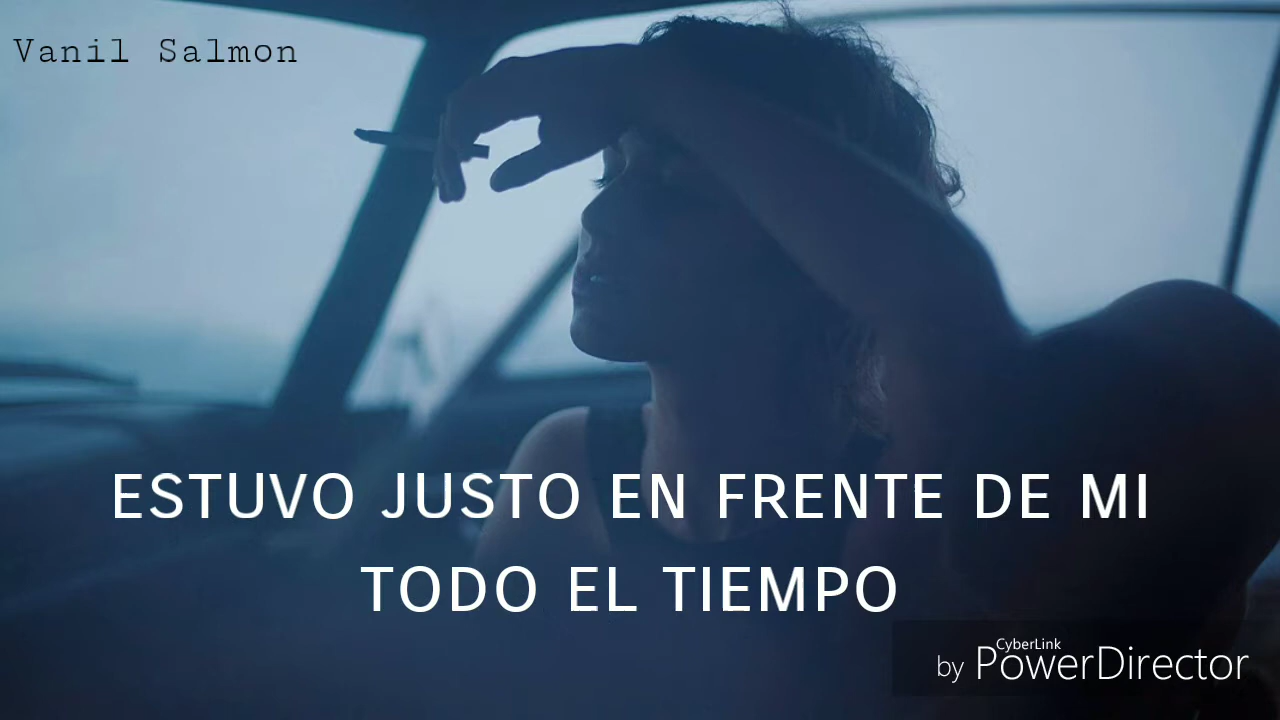 Vanil Salmon
ESTUVO JUSTO EN FRENTE DE MI
TODO EL TIEMPO
CyberLink
by PowerDirector